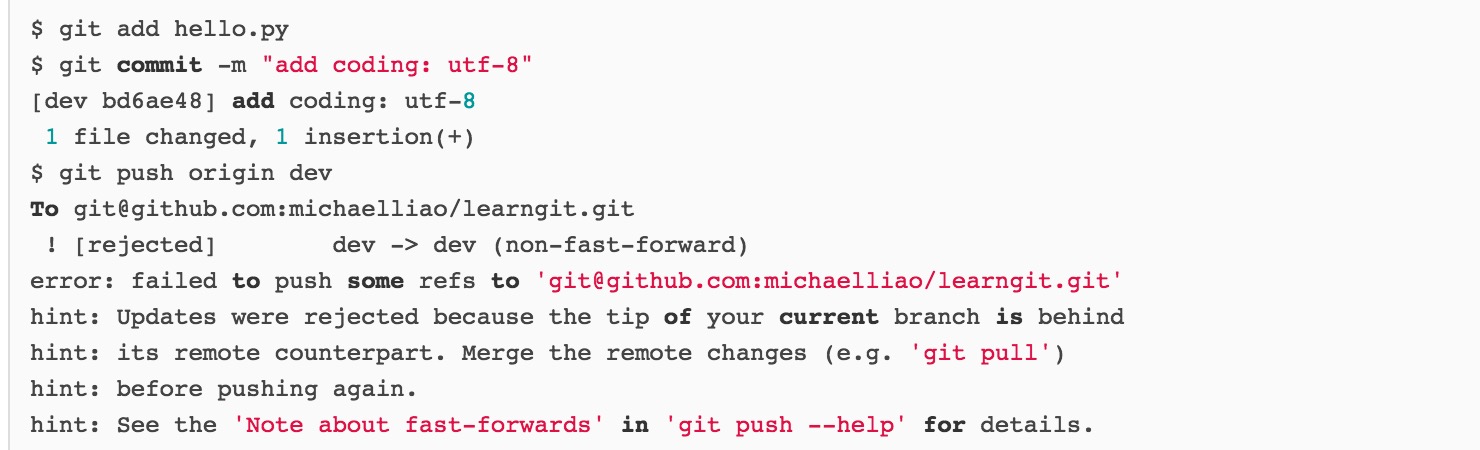 $ git add hello.py
$ git commit -m "add coding: utf-8"
[dev bd6ae48] add coding: utf-8
 1 file changed, 1 insertion(+)
$ git push origin dev
To git@github.com:michaelliao/learngit.git
 ! [rejected]        dev -> dev (non-fast-forward)
error: failed to push some refs to 'git@github.com:michaelliao/learngit.git'
hint: Updates were rejected because the tip of your current branch is behind
hint: its remote counterpart. Merge the remote changes (e.g. 'git pull')
hint: before pushing again.
hint: See the 'Note about fast-forwards' in 'git push --help' for details.